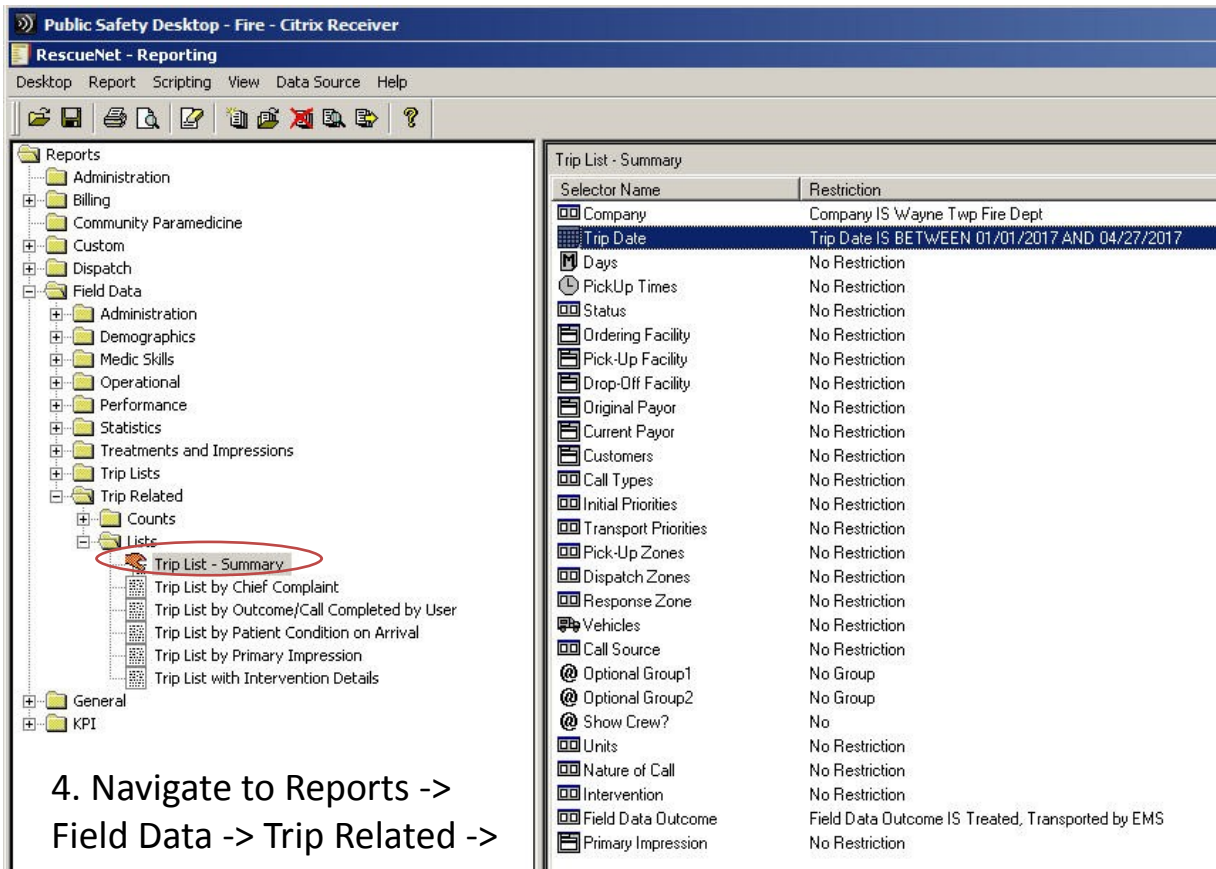 Public Safety Desktop - Fire - Citrix Receiver
RescueNet - Reporting
Desktop Report Scripting View Data Source Help
Reports
Administration
Billing
Community Paramedicine
Custom
Dispatch
Field Data
Administration
Demographics
Medic Skills
Operational
Performance
Statistics
Treatments and Impressions
Trip Lists
Trip Related
Counts
Lists
Trip List - Summary
Trip List by Chief Complaint
Trip List by Outcome/Call Completed by User
Trip List by Patient Condition on Arrival
Trip List by Primary Impression
Trip List with Intervention Details
General
KPI
4. Navigate to Reports ->
Field Data -> Trip Related ->
Trip List - Summary
Selector Name Restriction
Company Company IS Wayne Twp Fire Dept
Trip Date Trip Date IS BETWEEN 01/01/2017 AND 04/27/2017
Days No Restriction
PickUp Times No Restriction
Status No Restriction
Ordering Facility No Restriction
Pick-Up Facility No Restriction
Drop-Off Facility No Restriction
Original Payor No Restriction
Current Payor No Restriction
Customers No Restriction
Call Types No Restriction
Initial Priorities No Restriction
Transport Priorities No Restriction
Pick-Up Zones No Restriction
Dispatch Zones No Restriction
Response Zone No Restriction
Vehicles No Restriction
Call Source No Restriction
@ Optional Group1 No Group
@ Optional Group2 No Group
@ Show Crew? No
Units No Restriction
Nature of Call No Restriction
Intervention No Restriction
Field Data Outcome Field Data Outcome IS Treated, Transported by EMS
Primary Impression No Restriction